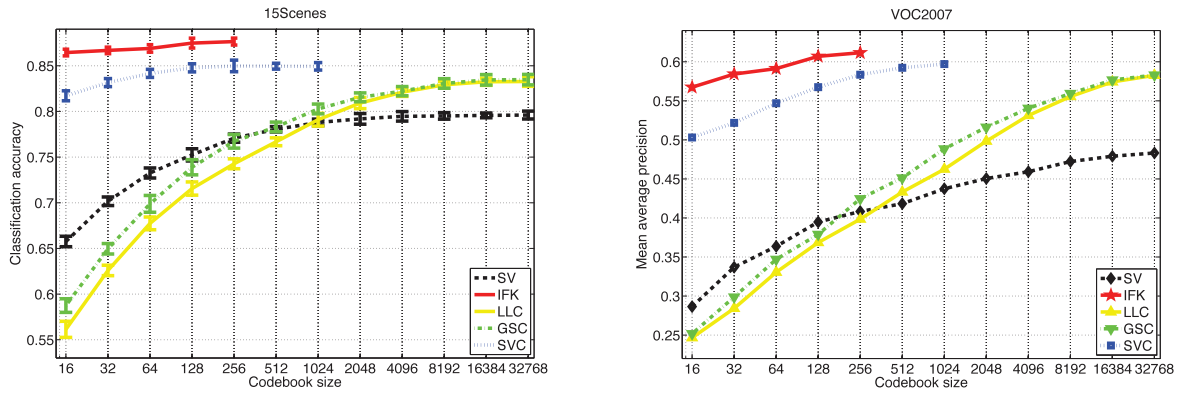 15Scenes
Classification accuracy
0.85
0.8
0.75
0.7
0.65
0.6
0.55
16 32 64 128 256 512 1024 2048 4096 8192 16384 32768
Codebook size
SV
IFK
LLC
GSC
SVC
VOC2007
Mean average precision
0.6
0.55
0.5
0.45
0.4
0.35
0.3
0.25
16 32 64 128 256 512 1024 2048 4096 8192 16384 32768
Codebook size
SV
IFK
LLC
GSC
SVC